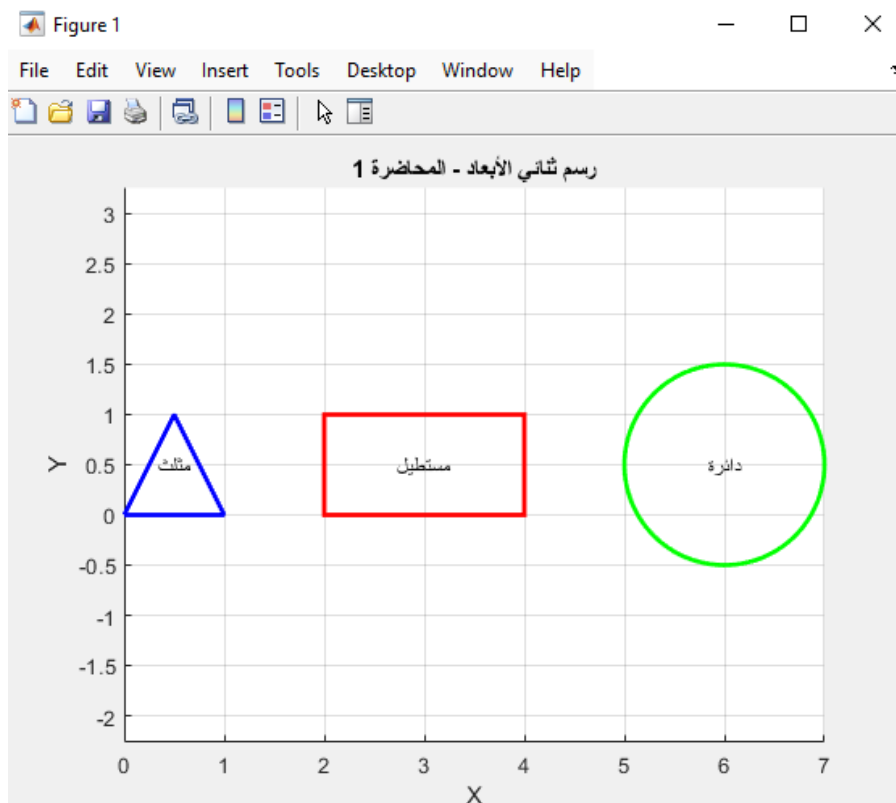 Figure 1
File Edit View Insert Tools Desktop Window Help
رسم ثنائي الأبعاد - المحاضرة 1
3
2.5
2
1.5
1
0.5
0
-0.5
-1
-1.5
-2
Y
مثلث
مستطيل
دائرة
0 1 2 3 4 5 6 7
X